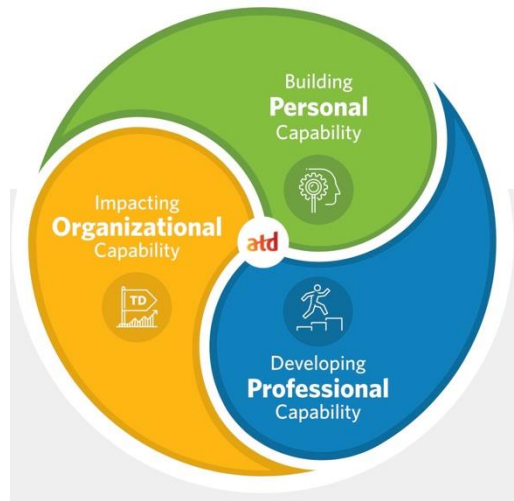 Building
Personal
Capability
Impacting
Organizational
Capability
atd
TD
Developing
Professional
Capability